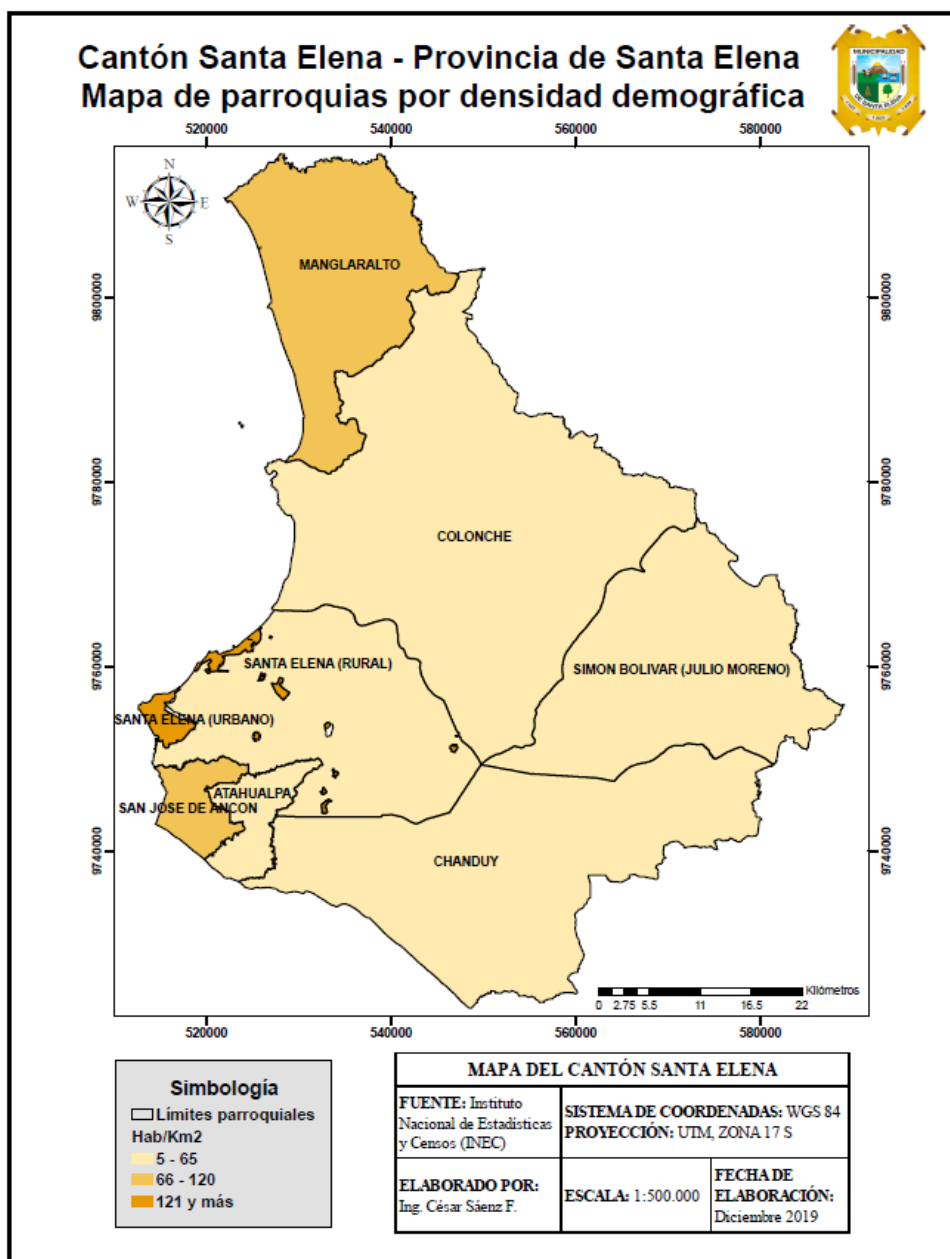 Cantón Santa Elena - Provincia de Santa Elena
Mapa de parroquias por densidad demográfica
MUNICIPALIDAD
DE SANTA ELENA
520000 540000 560000 580000
N
W E
S
MANGLARALTO
9800000 9800000
9780000 9780000
COLONCHE
SANTA ELENA (RURAL)
SIMON BOLIVAR (JULIO MORENO)
9760000 9760000
SANTA ELENA (URBANO)
ATAHUALPA
SAN JOSE DE ANCON
9740000 9740000
CHANDUY
Kilómetros
0 2.75 5.5 11 16.5 22
520000 540000 560000 580000
Simbología
Límites parroquiales
Hab/Km2
5 - 65
66 - 120
121 y más
MAPA DEL CANTÓN SANTA ELENA
FUENTE: Instituto
Nacional de Estadísticas
y Censos (INEC)
SISTEMA DE COORDENADAS: WGS 84
PROYECCIÓN: UTM, ZONA 17 S
ELABORADO POR:
Ing. César Sáenz F.
ESCALA: 1:500.000
FECHA DE
ELABORACIÓN:
Diciembre 2019